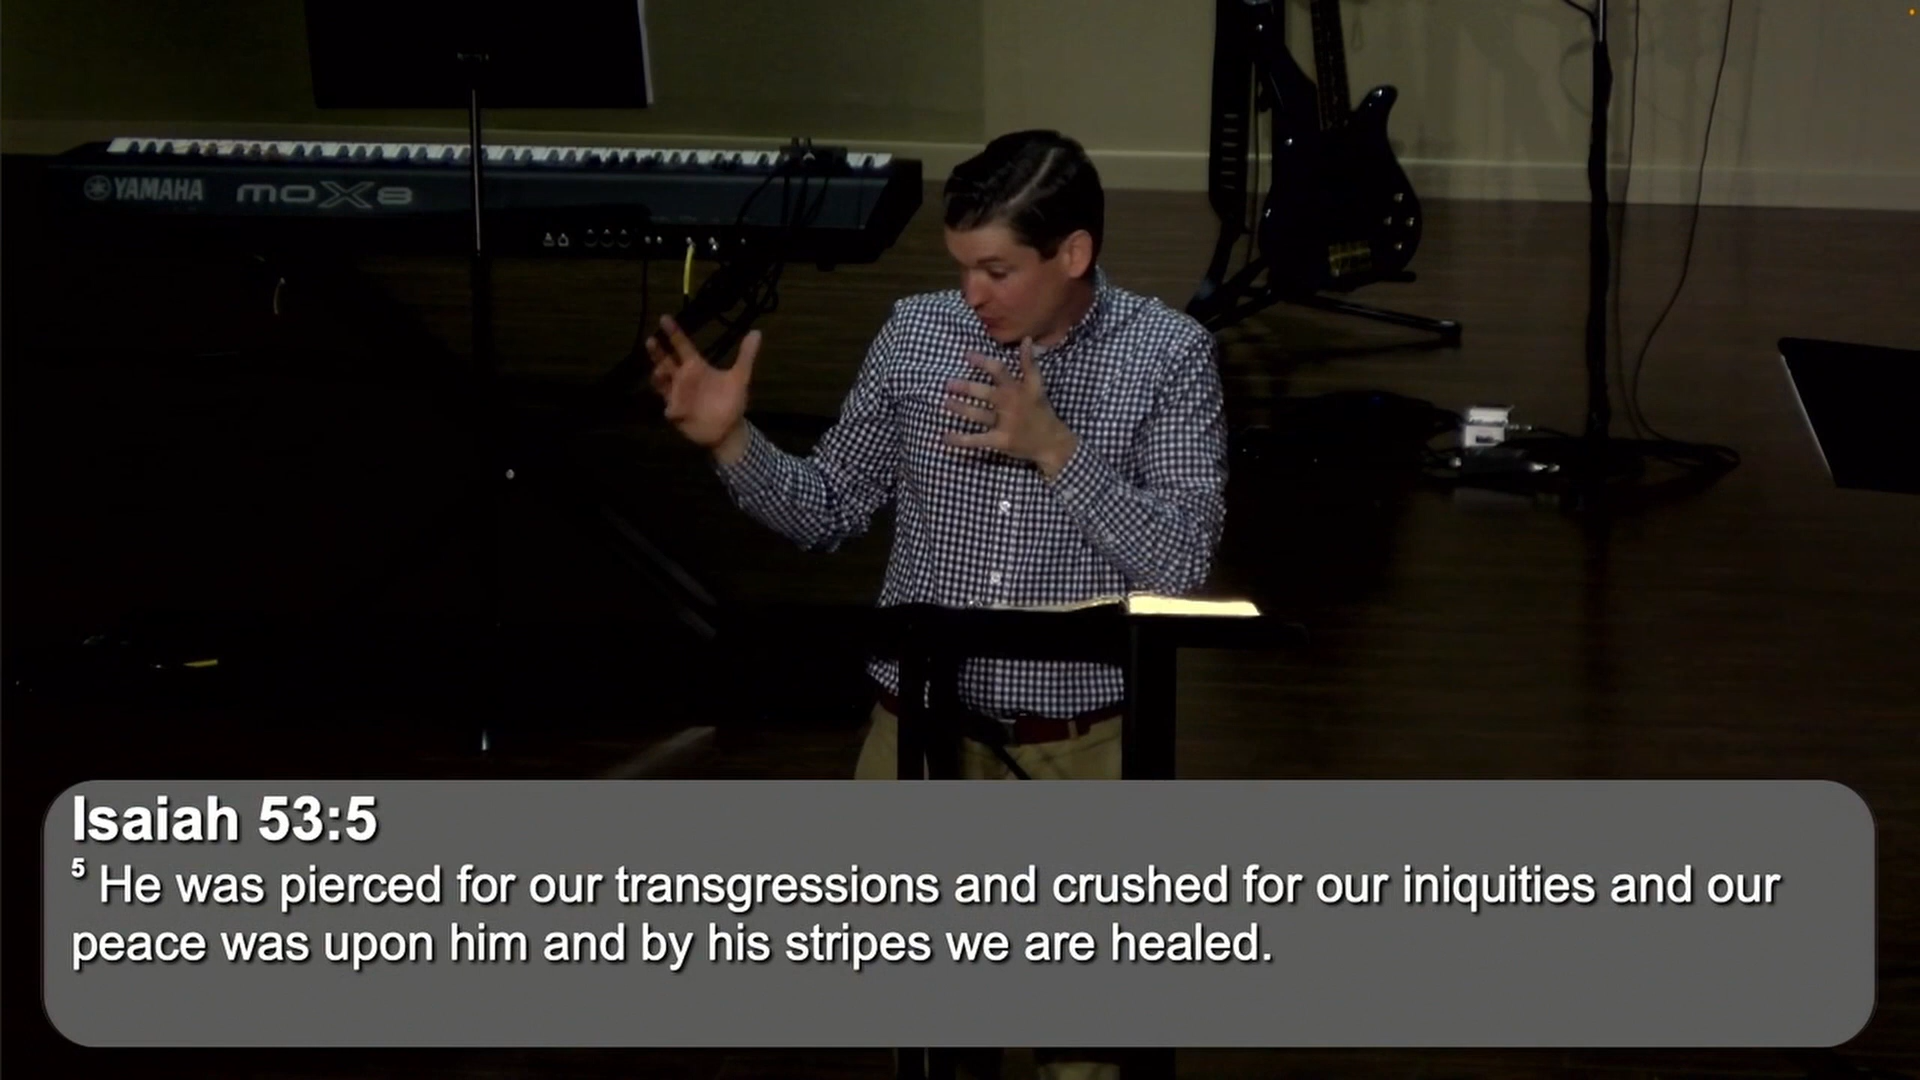 YAMAHA moX8
Isaiah 53:5
5 He was pierced for our transgressions and crushed for our iniquities and our
peace was upon him and by his stripes we are healed.